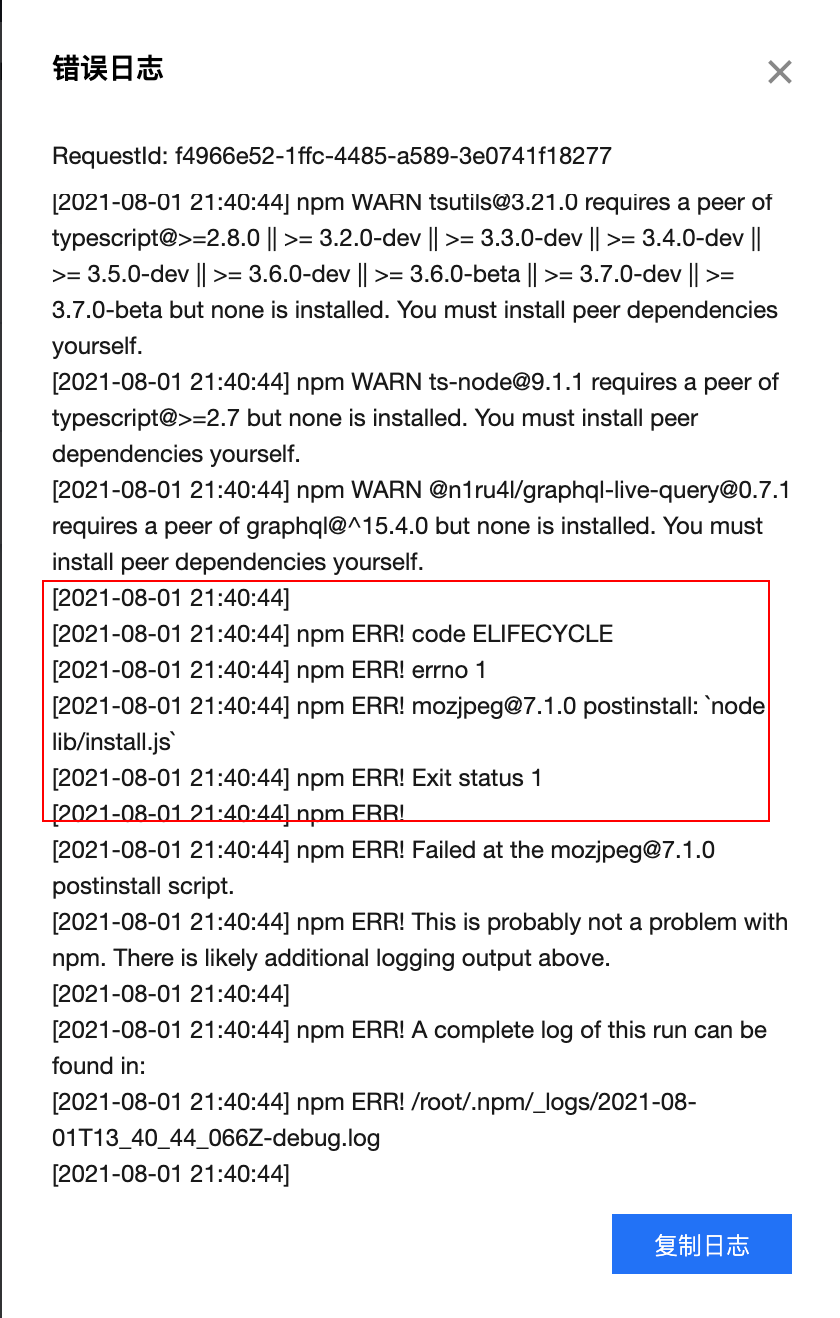 错误日志
RequestId: f4966e52-1ffc-4485-a589-3e0741f18277
[2021-08-01 21:40:44] npm WARN tsutils@3.21.0 requires a peer of
typescript@>=2.8.0 || >= 3.2.0-dev || >= 3.3.0-dev || >= 3.4.0-dev ||
>= 3.5.0-dev || >= 3.6.0-dev || >= 3.6.0-beta || >= 3.7.0-dev || >=
3.7.0-beta but none is installed. You must install peer dependencies
yourself.
[2021-08-01 21:40:44] npm WARN ts-node@9.1.1 requires a peer of
typescript@>=2.7 but none is installed. You must install peer
dependencies yourself.
[2021-08-01 21:40:44] npm WARN @n1ru4l/graphql-live-query@0.7.1
requires a peer of graphql@^15.4.0 but none is installed. You must
install peer dependencies yourself.
[2021-08-01 21:40:44]
[2021-08-01 21:40:44] npm ERR! code ELIFECYCLE
[2021-08-01 21:40:44] npm ERR! errno 1
[2021-08-01 21:40:44] npm ERR! mozjpeg@7.1.0 postinstall: `node
lib/install.js`
[2021-08-01 21:40:44] npm ERR! Exit status 1
[2021-08-01 21:40:44] npm ERR!
[2021-08-01 21:40:44] npm ERR! Failed at the mozjpeg@7.1.0
postinstall script.
[2021-08-01 21:40:44] npm ERR! This is probably not a problem with
npm. There is likely additional logging output above.
[2021-08-01 21:40:44]
[2021-08-01 21:40:44] npm ERR! A complete log of this run can be
found in:
[2021-08-01 21:40:44] npm ERR! /root/.npm/_logs/2021-08-
01T13_40_44_066Z-debug.log
[2021-08-01 21:40:44]
复制日志